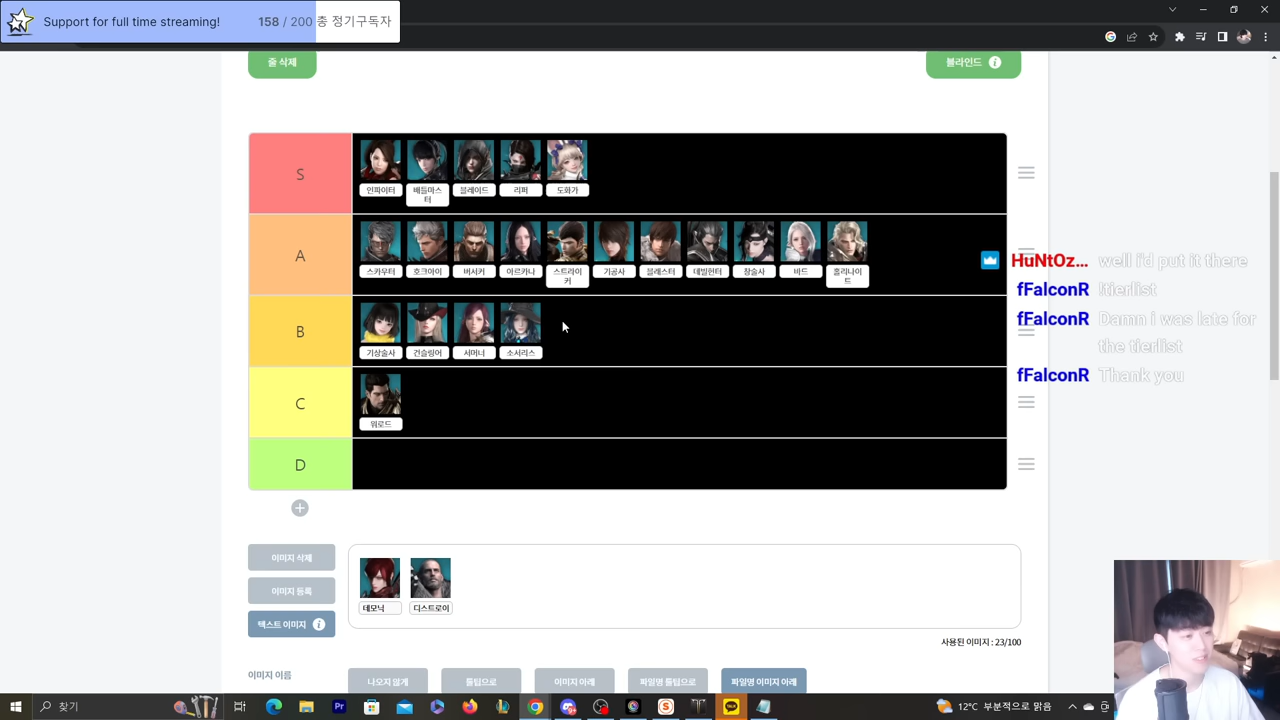 Support for full time streaming!
158 / 200 총 정기구독자
줄 삭제
블라인드
S
인파이터
배틀마스
터
블레이드
리퍼
도화가
A
스카우터
호크아이
버서커
아르카나
스트라이
커
기공사
블래스터
데빌헌터
창술사
바드
홀리나이
트
B
기상술사
건슬링어
서머너
소서리스
C
워로드
D
HuNtOz... well i'd put it there
fFalconR !tierlist
fFalconR Damn i was late for
the tierlist
fFalconR Thank you
이미지 삭제
이미지 등록
텍스트 이미지
데모닉
디스트로이
사용된 이미지 : 23/100
이미지 이름
나오지 않게
툴팁으로
이미지 아래
파일명 툴팁으로
파일명 이미지 아래
찾기
12°C 부분적으로 맑음